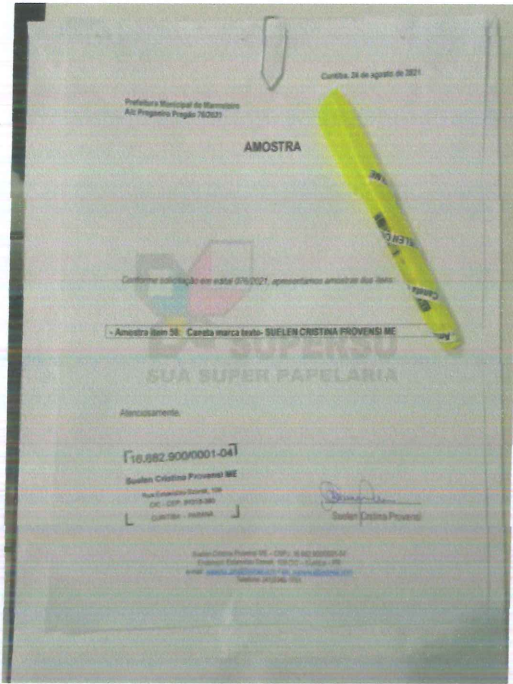 Curitiba, 24 de agosto de 2021
Prefeitura Municipal de Marmeleiro
A/c Pregoeiro Pregão 76/2021
AMOSTRA
Conforme solicitação em edital 076/2021, apresentamos amostras dos itens:
- Amostra item 50: Caneta marca texto- SUELEN CRISTINA PROVENSI ME
SUPERSU
SUA SUPER PAPELARIA
Atenciosamente,
18.682.900/0001-04
Suelen Cristina Provensi ME
CURITIBA - PARANÁ
Suelen Cristina Provensi